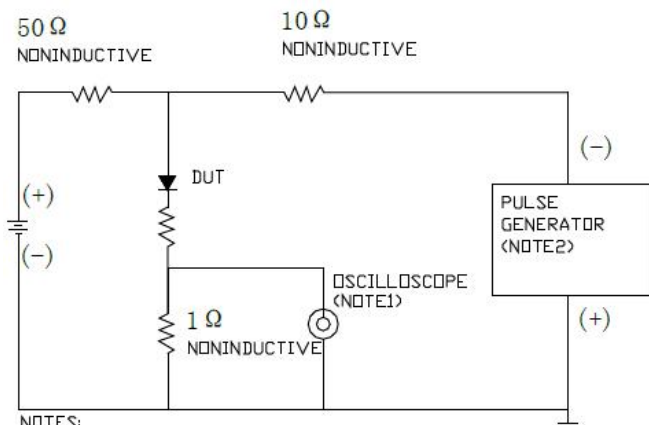 50 Ω
NONINDUCTIVE
10 Ω
NONINDUCTIVE
(+)
(−)
DUT
1 Ω
NONINDUCTIVE
OSCILLOSCOPE
(NOTE1)
(−)
PULSE
GENERATOR
(NOTE2)
(+)
NOTES: